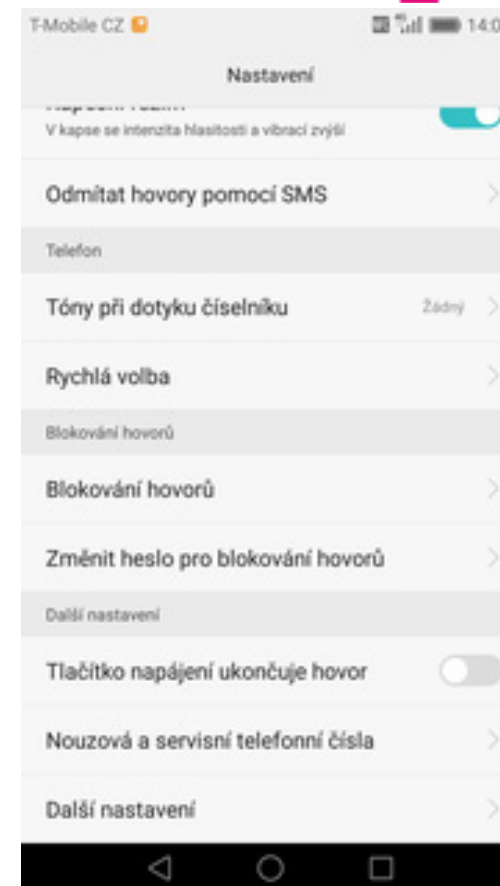 T-Mobile CZ
14:0
Nastavení
V kapse se intenzita hlasitosti a vibrací zvýší
Odmítat hovory pomocí SMS
Telefon
Tóny při dotyku číselníku
Žádný
Rychlá volba
Blokování hovorů
Blokování hovorů
Změnit heslo pro blokování hovorů
Další nastavení
Tlačítko napájení ukončuje hovor
Nouzová a servisní telefonní čísla
Další nastavení